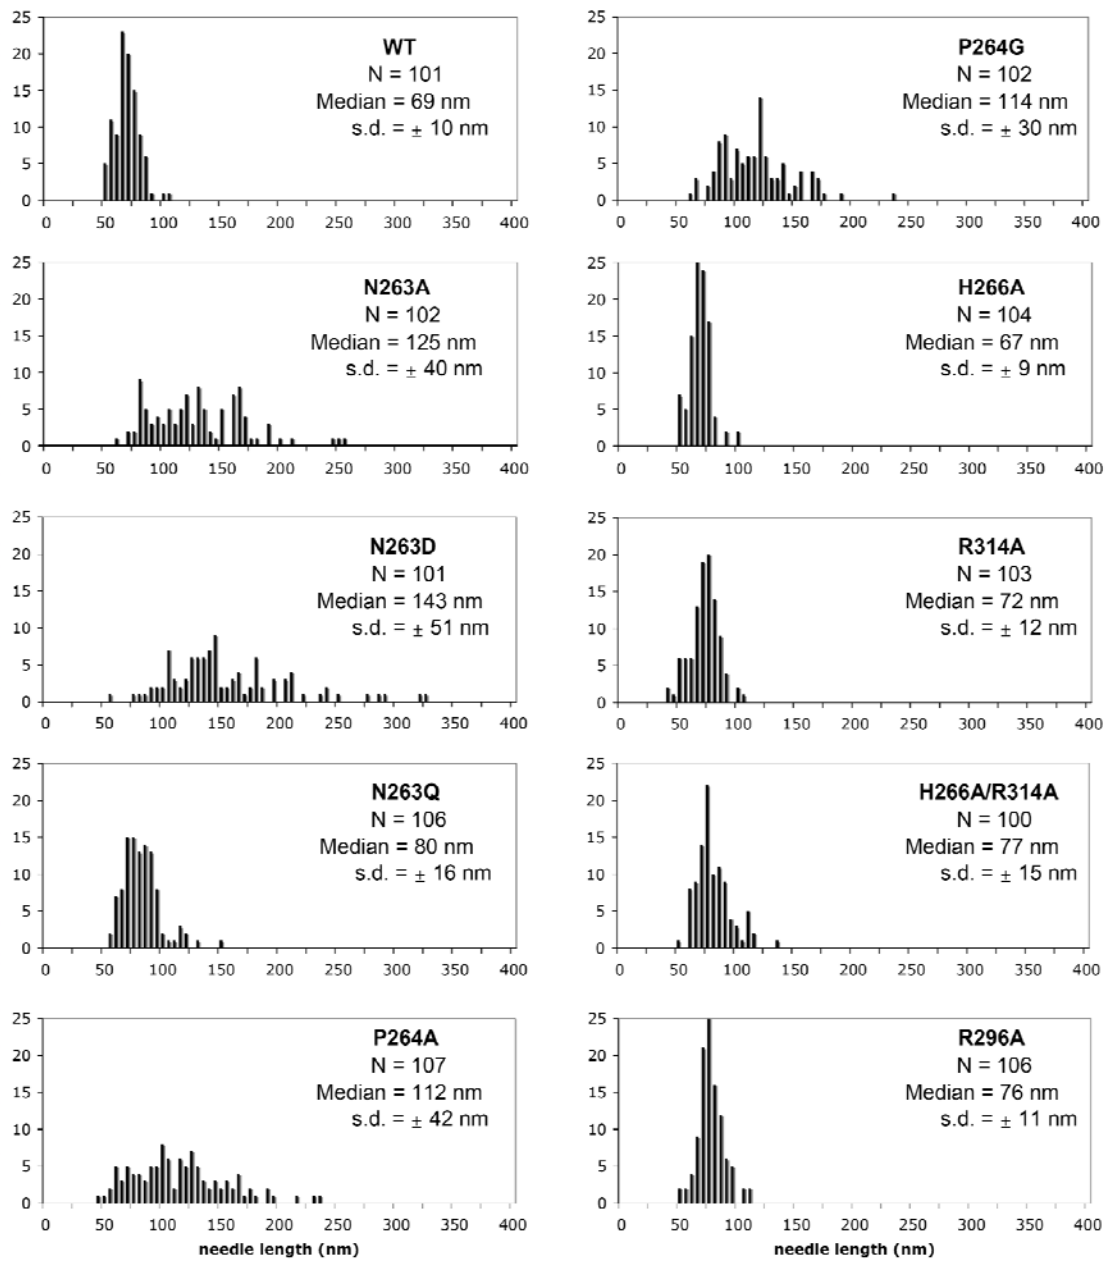 25
20
15
10
5
0
WT
N = 101
Median = 69 nm
s.d. = ± 10 nm
0 50 100 150 200 250 300 350 400
25
20
15
10
5
0
P264G
N = 102
Median = 114 nm
s.d. = ± 30 nm
0 50 100 150 200 250 300 350 400
25
20
15
10
5
0
N263A
N = 102
Median = 125 nm
s.d. = ± 40 nm
0 50 100 150 200 250 300 350 400
25
20
15
10
5
0
H266A
N = 104
Median = 67 nm
s.d. = ± 9 nm
0 50 100 150 200 250 300 350 400
25
20
15
10
5
0
N263D
N = 101
Median = 143 nm
s.d. = ± 51 nm
0 50 100 150 200 250 300 350 400
25
20
15
10
5
0
R314A
N = 103
Median = 72 nm
s.d. = ± 12 nm
0 50 100 150 200 250 300 350 400
25
20
15
10
5
0
N263Q
N = 106
Median = 80 nm
s.d. = ± 16 nm
0 50 100 150 200 250 300 350 400
25
20
15
10
5
0
H266A/R314A
N = 100
Median = 77 nm
s.d. = ± 15 nm
0 50 100 150 200 250 300 350 400
25
20
15
10
5
0
P264A
N = 107
Median = 112 nm
s.d. = ± 42 nm
0 50 100 150 200 250 300 350 400
needle length (nm)
25
20
15
10
5
0
R296A
N = 106
Median = 76 nm
s.d. = ± 11 nm
0 50 100 150 200 250 300 350 400
needle length (nm)